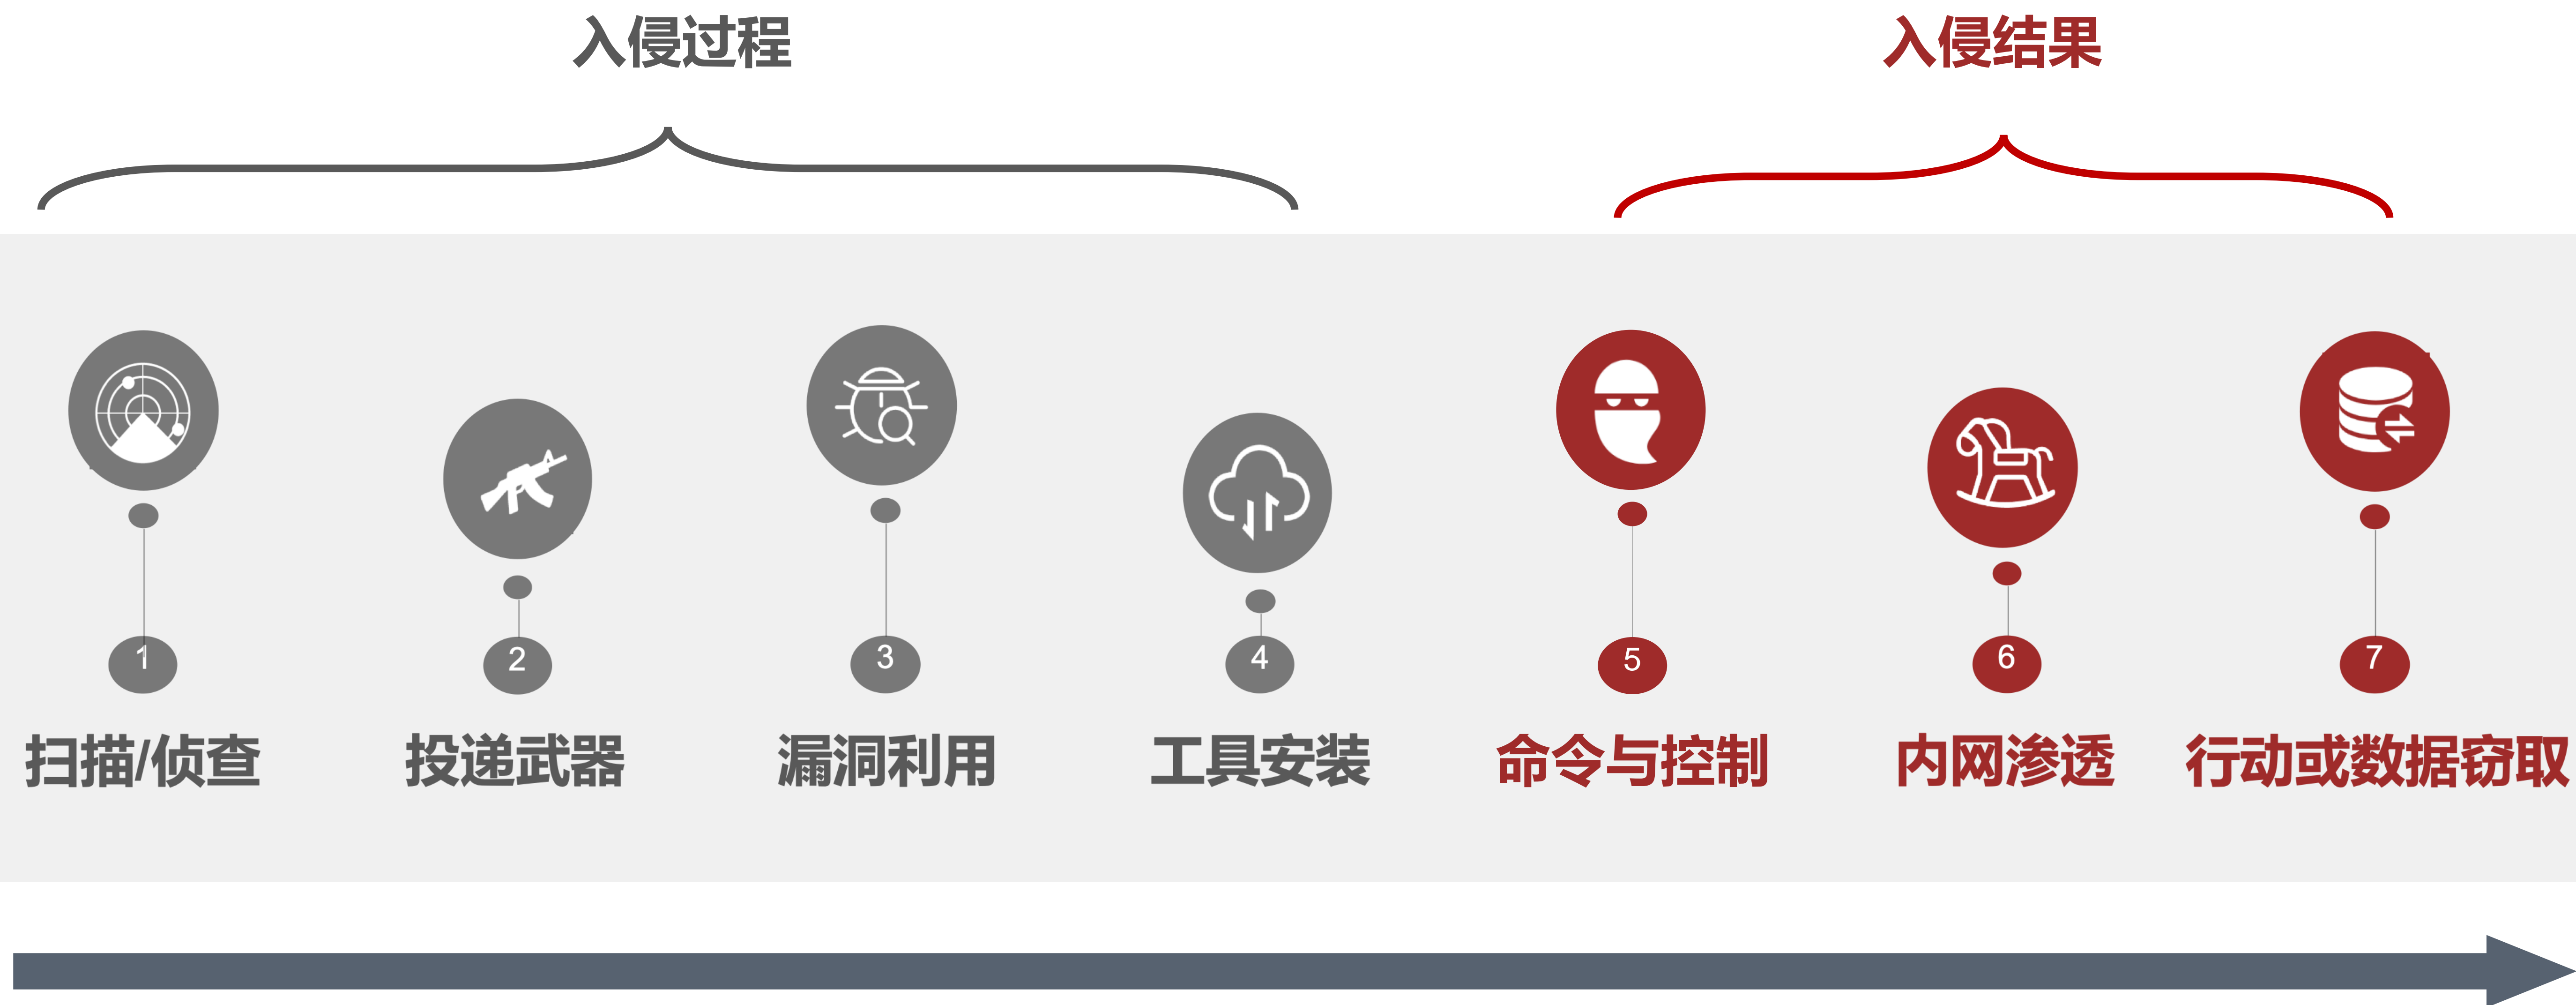 入侵过程
入侵结果
1
2
3
4
5
6
7
扫描/侦查
投递武器
漏洞利用
工具安装
命令与控制
内网渗透
行动或数据窃取